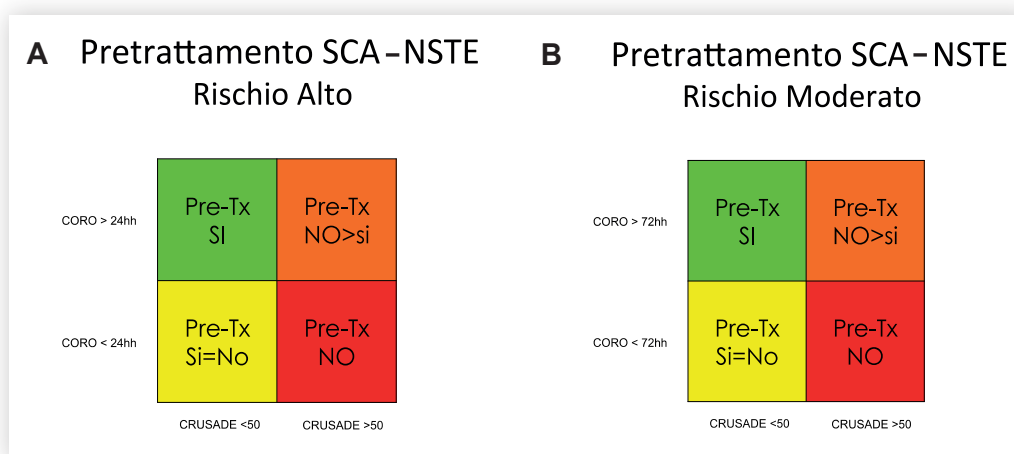 A Pretrattamento SCA-NSTE
Rischio Alto
CORO > 24hh
Pre-Tx
SI
Pre-Tx
NO>si
CORO < 24hh
Pre-Tx
Si=No
Pre-Tx
NO
CRUSADE <50
CRUSADE >50
B Pretrattamento SCA-NSTE
Rischio Moderato
CORO > 72hh
Pre-Tx
SI
Pre-Tx
NO>si
CORO < 72hh
Pre-Tx
Si=No
Pre-Tx
NO
CRUSADE <50
CRUSADE >50